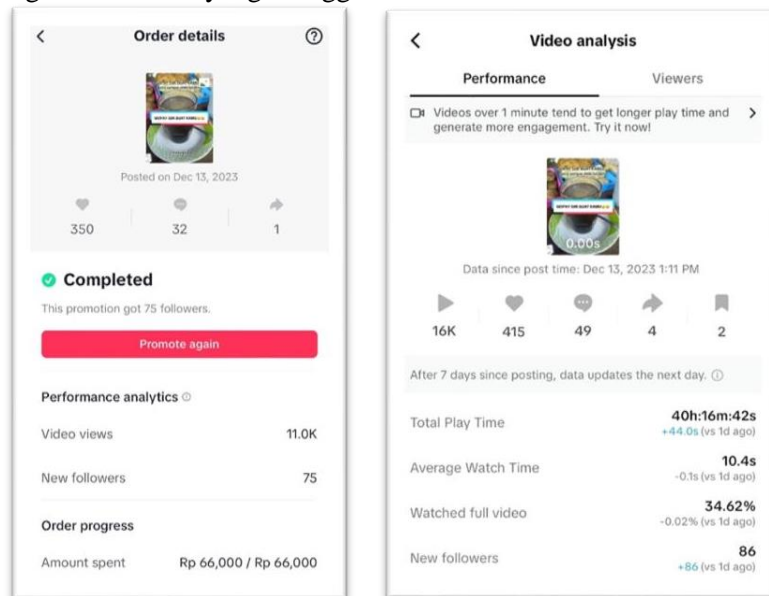 Order details
Posted on Dec 13, 2023
350 32 1
Completed
This promotion got 75 followers.
Promote again
Performance analytics
Video views 11.0K
New followers 75
Order progress
Amount spent Rp 66,000 / Rp 66,000
Video analysis
Performance Viewers
Videos over 1 minute tend to get longer play time and
generate more engagement. Try it now!
0.00s
Data since post time: Dec 13, 2023 1:11 PM
16K 415 49 4 2
After 7 days since posting, data updates the next day.
Total Play Time 40h:16m:42s
+44.0s (vs 1d ago)
Average Watch Time 10.4s
-0.1s (vs 1d ago)
Watched full video 34.62%
-0.02% (vs 1d ago)
New followers 86
+86 (vs 1d ago)